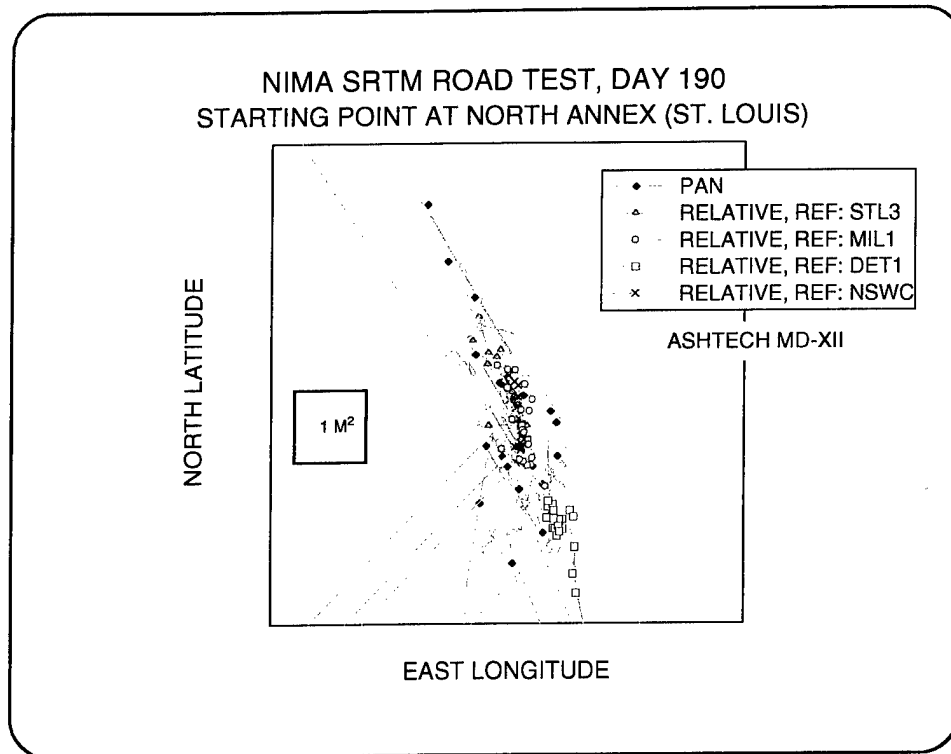 NIMA SRTM ROAD TEST, DAY 190
STARTING POINT AT NORTH ANNEX (ST. LOUIS)
PAN
RELATIVE, REF: STL3
RELATIVE, REF: MIL1
RELATIVE, REF: DET1
RELATIVE, REF: NSWC
ASHTECH MD-XII
NORTH LATITUDE
1 M²
EAST LONGITUDE